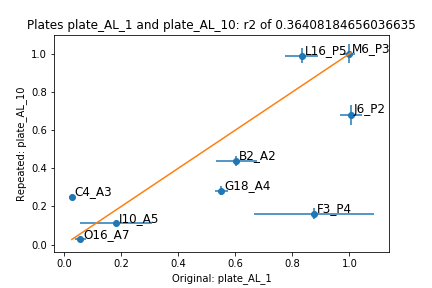 Plates plate_AL_1 and plate_AL_10: r2 of 0.36408184656036635
Repeated: plate_AL_10
1.0
0.8
0.6
0.4
0.2
0.0
L16_P5
M6_P3
I6_P2
B2_A2
G18_A4
C4_A3
F3_P4
J10_A5
O16_A7
0.0 0.2 0.4 0.6 0.8 1.0
Original: plate_AL_1